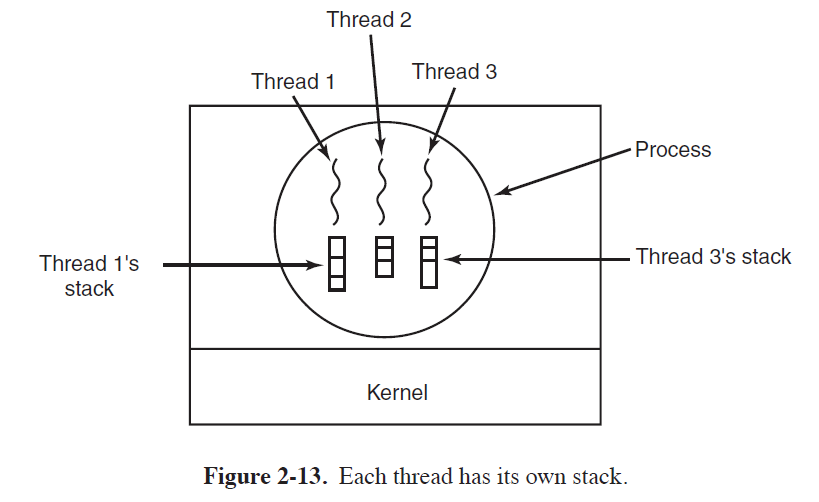 Thread 2
Thread 1
Thread 3
Process
Thread 1's
stack
Thread 3's stack
Kernel
Figure 2-13. Each thread has its own stack.